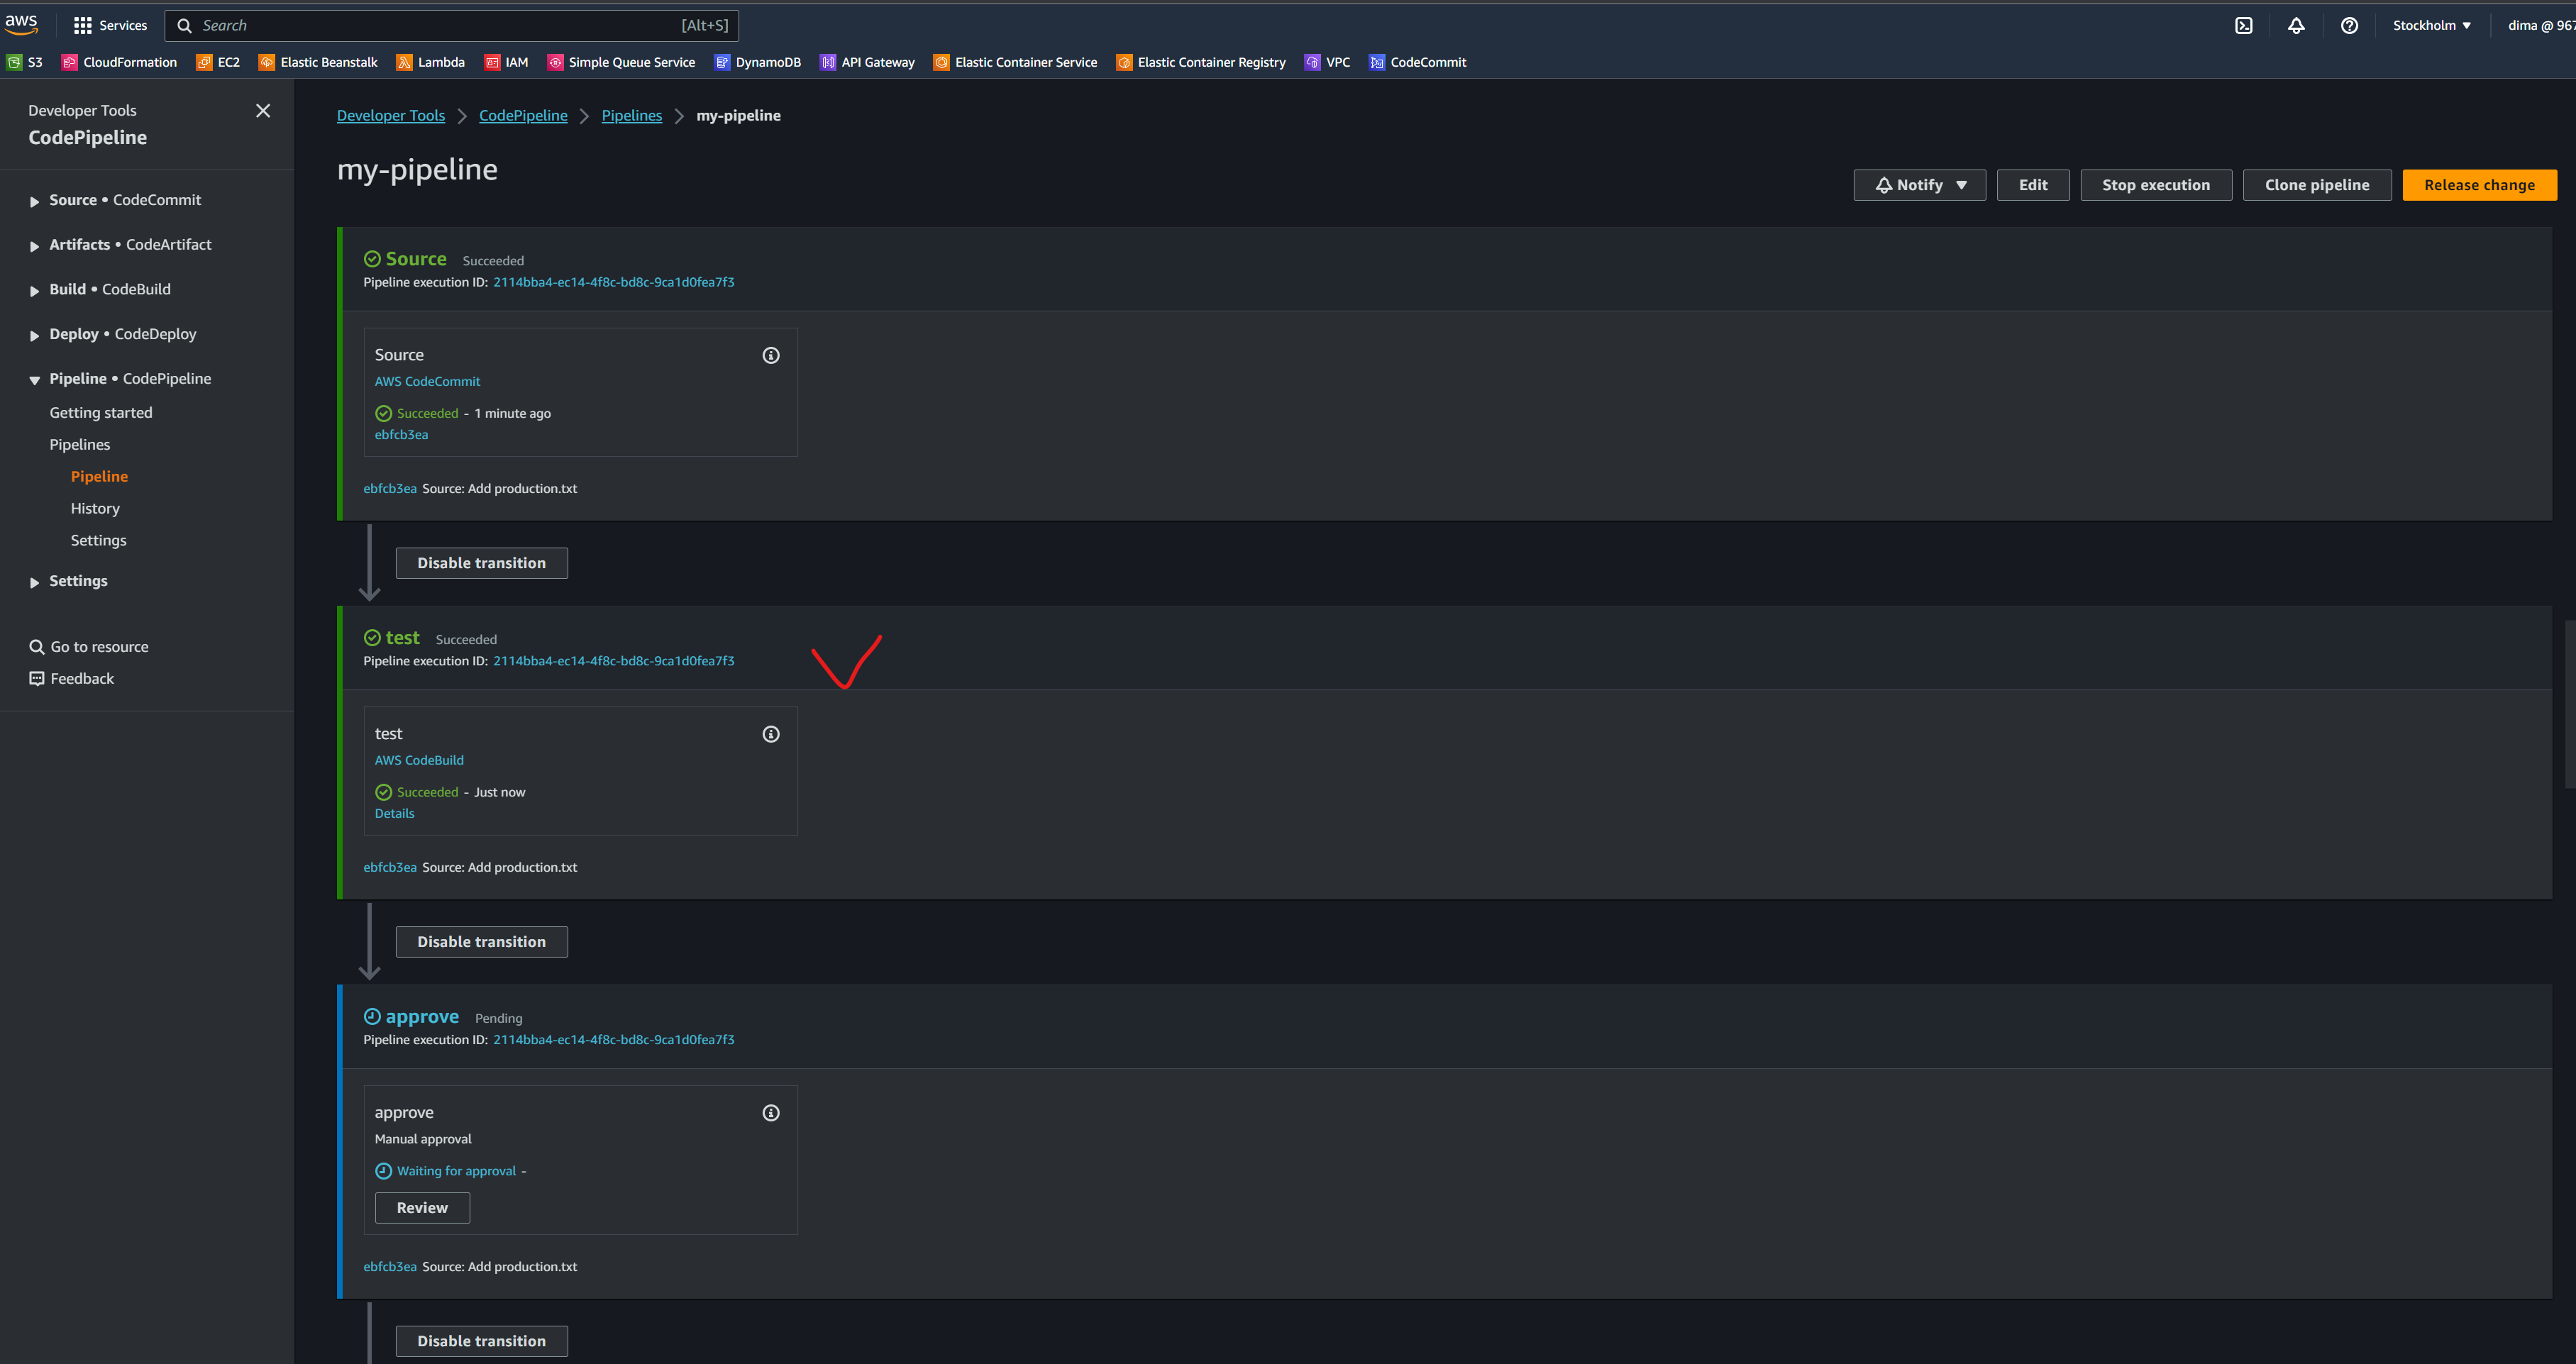 aws
Services
Search [Alt+S]
Stockholm
dima @ 967
S3 CloudFormation EC2 Elastic Beanstalk Lambda IAM Simple Queue Service DynamoDB API Gateway Elastic Container Service Elastic Container Registry VPC CodeCommit
Developer Tools
CodePipeline
Source • CodeCommit
Artifacts • CodeArtifact
Build • CodeBuild
Deploy • CodeDeploy
Pipeline • CodePipeline
Getting started
Pipelines
Pipeline
History
Settings
Settings
Go to resource
Feedback
Developer Tools CodePipeline Pipelines my-pipeline
my-pipeline
Notify Edit Stop execution Clone pipeline Release change
Source Succeeded
Pipeline execution ID: 2114bba4-ec14-4f8c-bd8c-9ca1d0fea7f3
Source
AWS CodeCommit
Succeeded - 1 minute ago
ebfcb3ea
ebfcb3ea Source: Add production.txt
Disable transition
test Succeeded
Pipeline execution ID: 2114bba4-ec14-4f8c-bd8c-9ca1d0fea7f3
test
AWS CodeBuild
Succeeded - Just now
Details
ebfcb3ea Source: Add production.txt
Disable transition
approve Pending
Pipeline execution ID: 2114bba4-ec14-4f8c-bd8c-9ca1d0fea7f3
approve
Manual approval
Waiting for approval -
Review
ebfcb3ea Source: Add production.txt
Disable transition